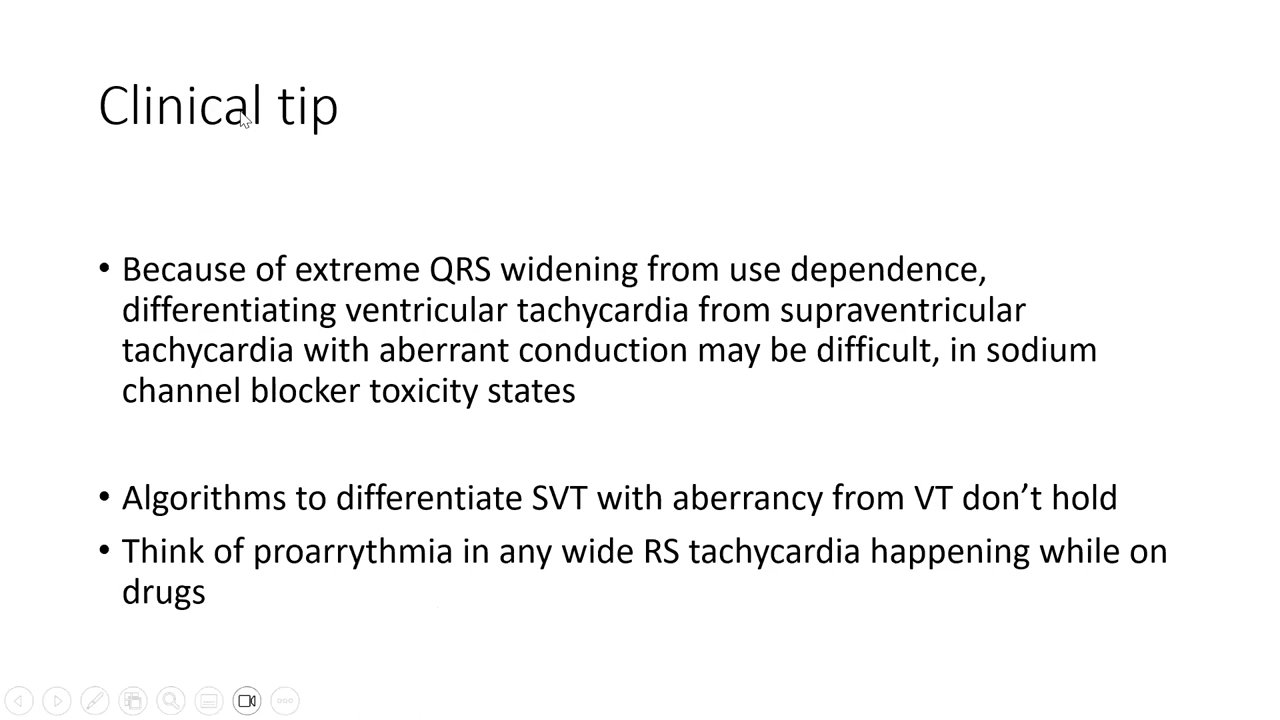 Clinical tip
• Because of extreme QRS widening from use dependence,
differentiating ventricular tachycardia from supraventricular
tachycardia with aberrant conduction may be difficult, in sodium
channel blocker toxicity states
• Algorithms to differentiate SVT with aberrancy from VT don’t hold
• Think of proarrythmia in any wide RS tachycardia happening while on
drugs